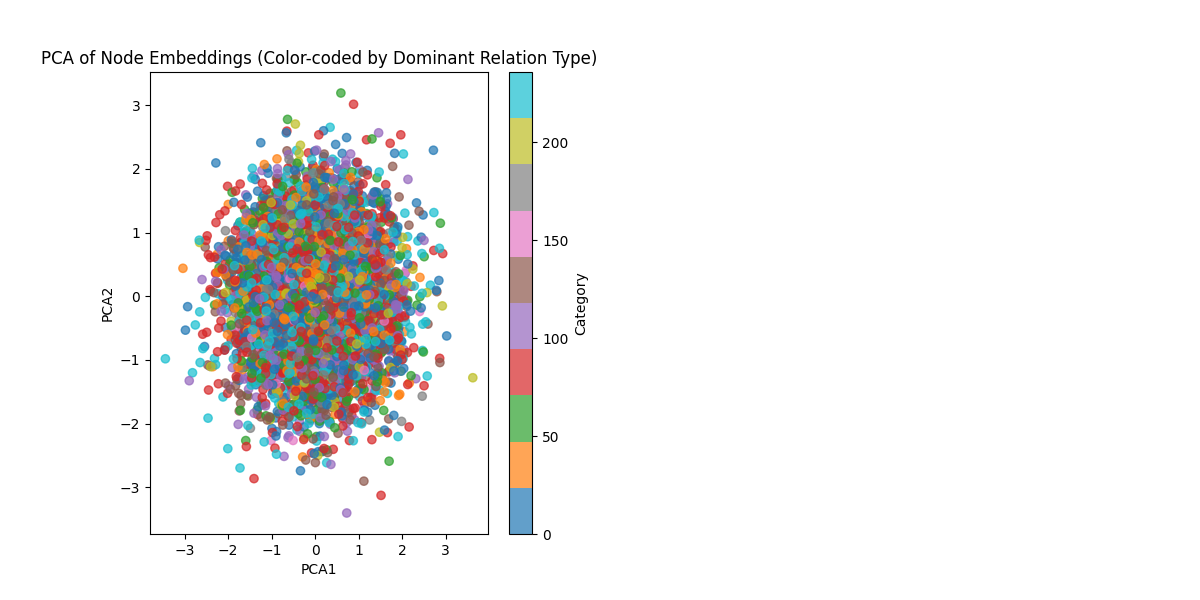 PCA of Node Embeddings (Color-coded by Dominant Relation Type)
3
2
1
0
−1
−2
−3
PCA2
−3 −2 −1 0 1 2 3
PCA1
200
150
100
50
0
Category